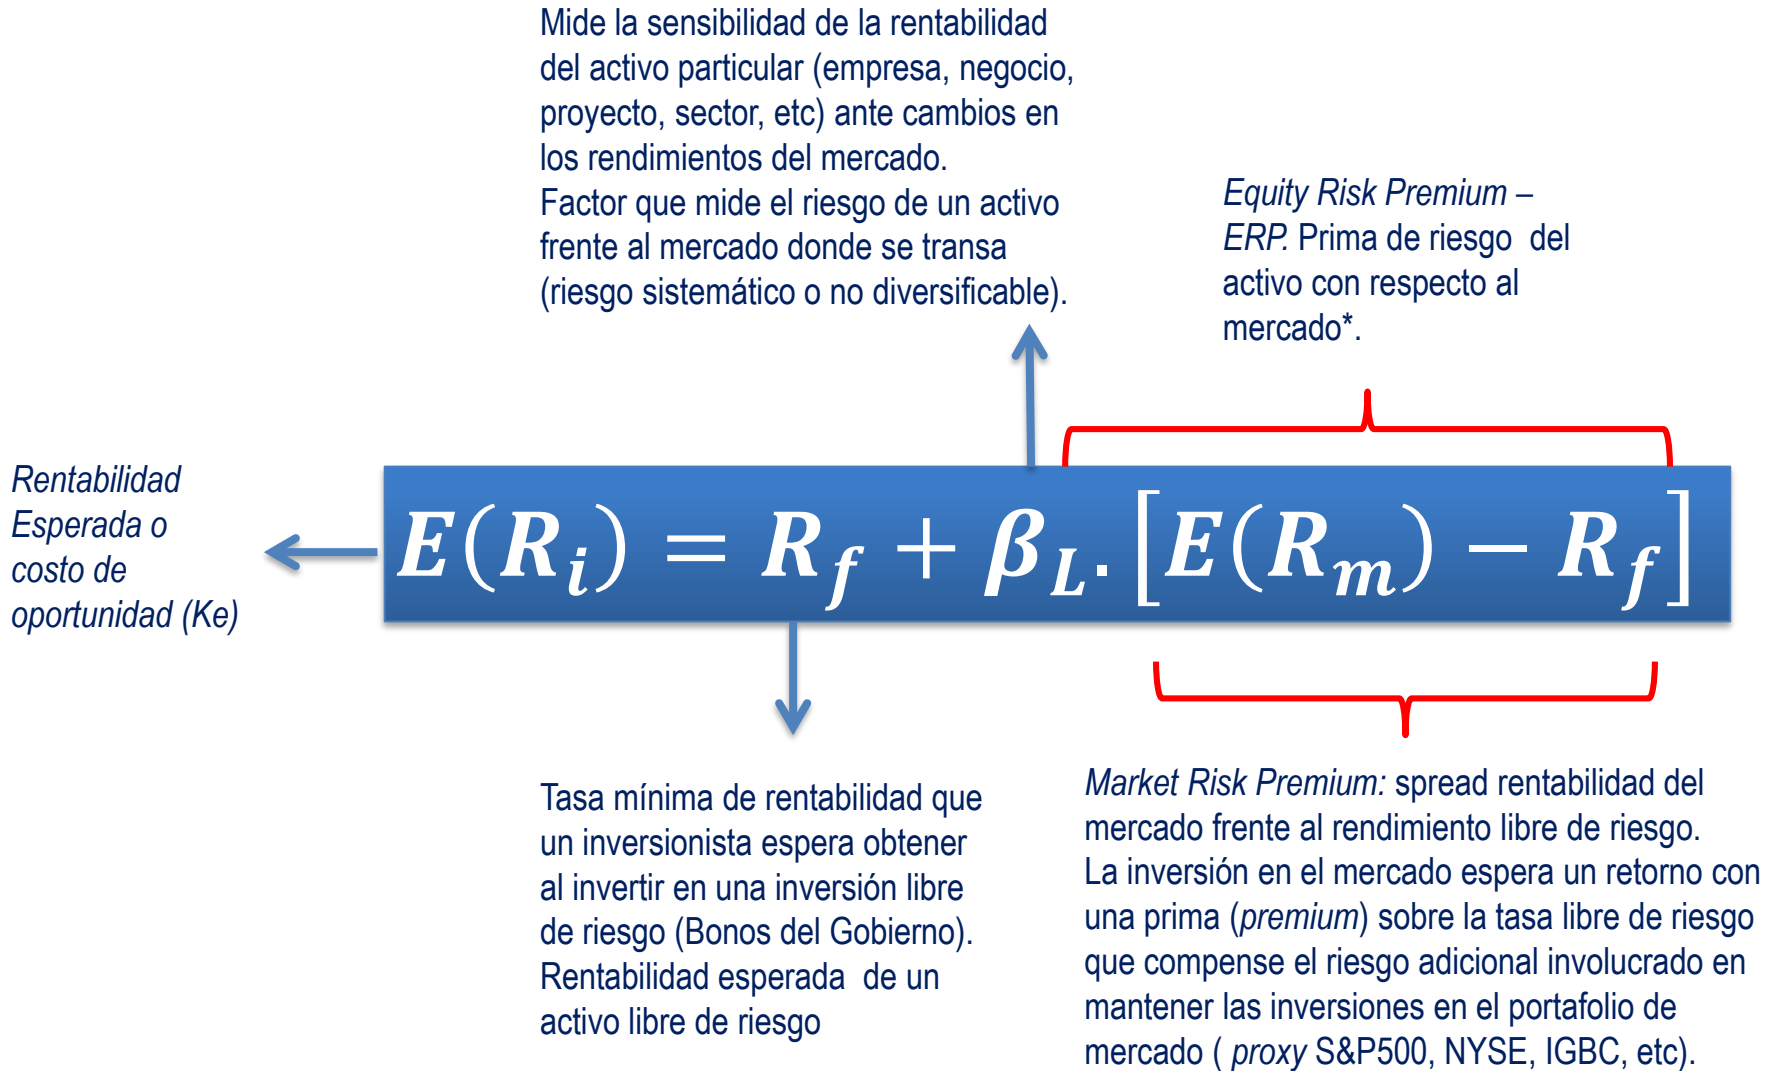 Mide la sensibilidad de la rentabilidad
del activo particular (empresa, negocio,
proyecto, sector, etc) ante cambios en
los rendimientos del mercado.
Factor que mide el riesgo de un activo
frente al mercado donde se transa
(riesgo sistemático o no diversificable).
Equity Risk Premium –
ERP. Prima de riesgo  del
activo con respecto al
mercado*.
Rentabilidad
Esperada o
costo de
oportunidad (Ke)
E(R_i) = R_f + β_L. [E(R_m) − R_f]
Tasa mínima de rentabilidad que
un inversionista espera obtener
al invertir en una inversión libre
de riesgo (Bonos del Gobierno).
Rentabilidad esperada  de un
activo libre de riesgo
Market Risk Premium: spread rentabilidad del
mercado frente al rendimiento libre de riesgo.
La inversión en el mercado espera un retorno con
una prima (premium) sobre la tasa libre de riesgo
que compense el riesgo adicional involucrado en
mantener las inversiones en el portafolio de
mercado ( proxy S&P500, NYSE, IGBC, etc).